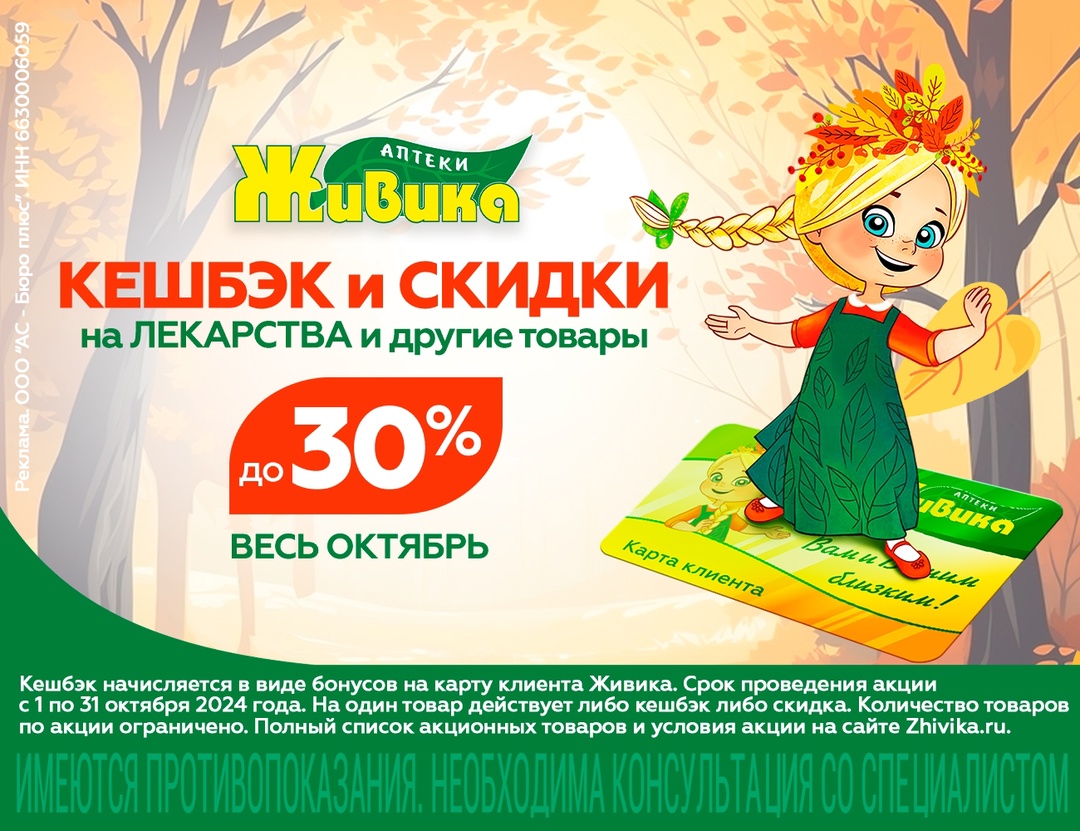 Реклама. ООО "АС - Бюро плюс". ИНН 6630006059
АПТЕКИ
Живика
КЕШБЭК и СКИДКИ
на ЛЕКАРСТВА и другие товары
до 30%
ВЕСЬ ОКТЯБРЬ
АПТЕКИ
ивика
Вам и В шим
близким!
Карта клиента
Кешбэк начисляется в виде бонусов на карту клиента Живика. Срок проведения акции
с 1 по 31 октября 2024 года. На один товар действует либо кешбэк либо скидка. Количество товаров
по акции ограничено. Полный список акционных товаров и условия акции на сайте Zhivika.ru.
ИМЕЮТСЯ ПРОТИВОПОКАЗАНИЯ. НЕОБХОДИМА КОНСУЛЬТАЦИЯ СО СПЕЦИАЛИСТОМ